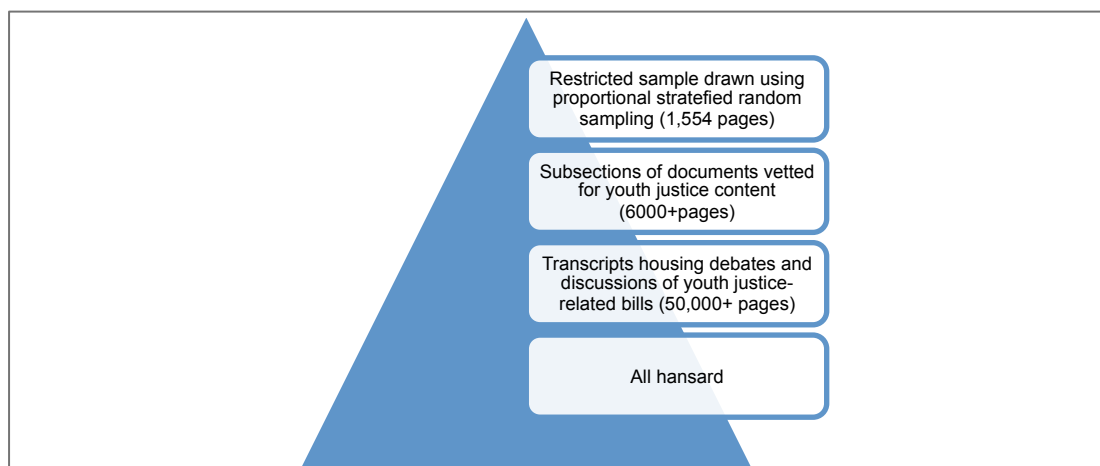 Restricted sample drawn using
proportional stratefied random
sampling (1,554 pages)
Subsections of documents vetted
for youth justice content
(6000+pages)
Transcripts housing debates and
discussions of youth justice-
related bills (50,000+ pages)
All hansard